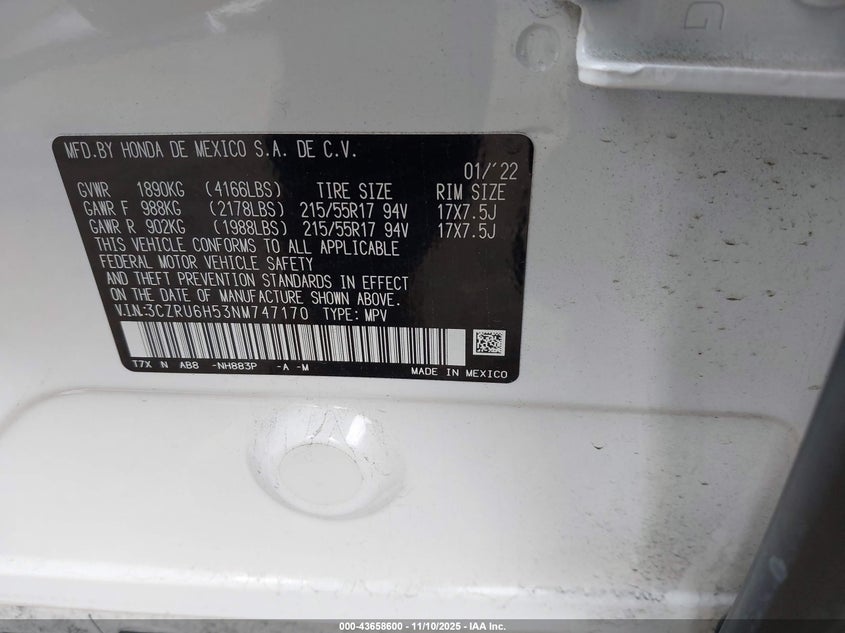 G
MFD.BY HONDA DE MEXICO S.A. DE C.V.
01/'22
GVWR 1890KG (4166LBS) TIRE SIZE RIM SIZE
GAWR F 988KG (2178LBS) 215/55R17 94V 17X7.5J
GAWR R 902KG (1988LBS) 215/55R17 94V 17X7.5J
THIS VEHICLE CONFORMS TO ALL APPLICABLE
FEDERAL MOTOR VEHICLE SAFETY
AND THEFT PREVENTION STANDARDS IN EFFECT
ON THE DATE OF MANUFACTURE SHOWN ABOVE.
V.I.N:3CZRU6H53NM747170 TYPE: MPV
T7X N AB8 -NH883P -A -M
MADE IN MEXICO
000-43658600 - 11/10/2025 - IAA Inc.